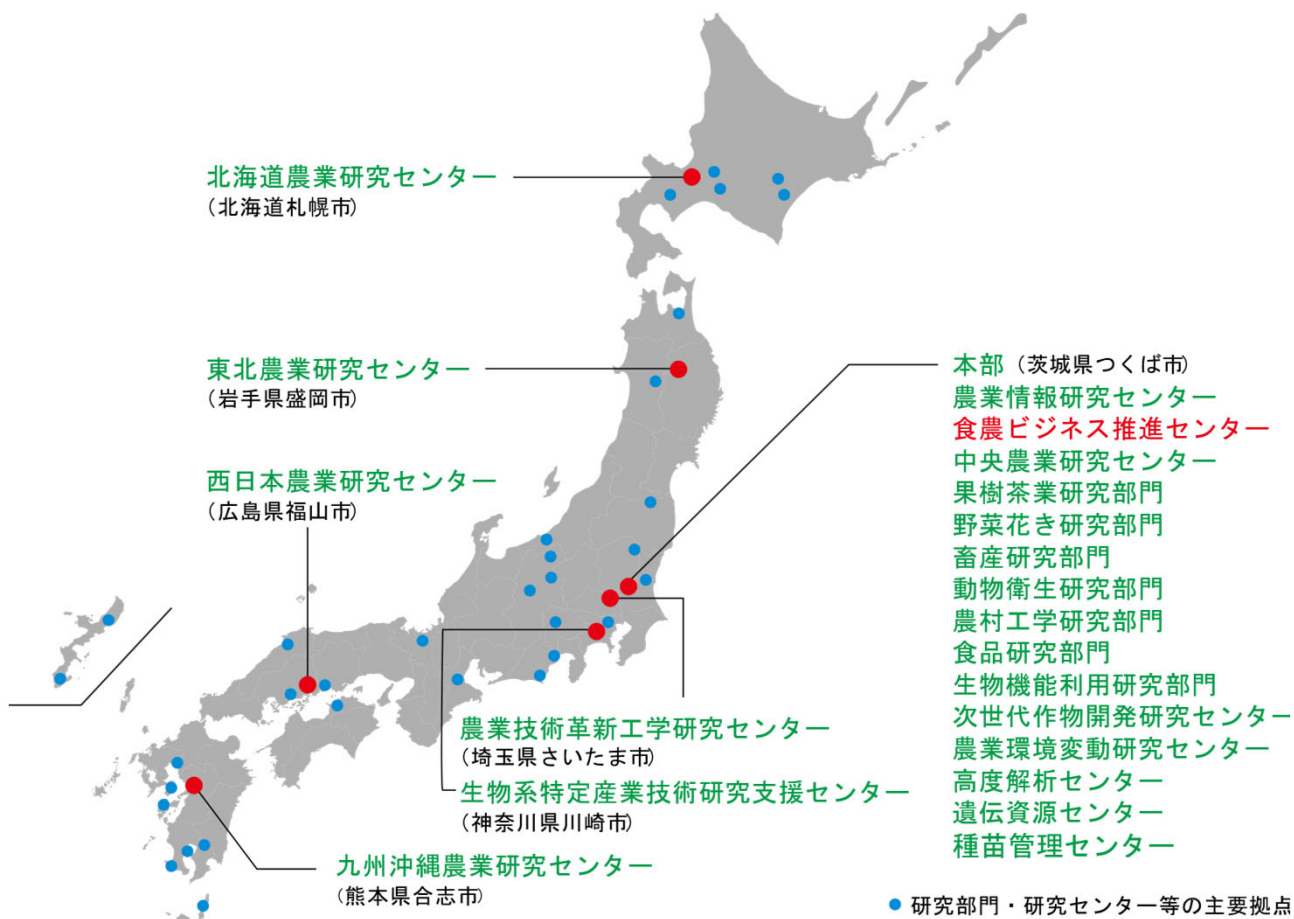 北海道農業研究センター
（北海道札幌市）
東北農業研究センター
（岩手県盛岡市）
西日本農業研究センター
（広島県福山市）
本部（茨城県つくば市）
農業情報研究センター
食農ビジネス推進センター
中央農業研究センター
果樹茶業研究部門
野菜花き研究部門
畜産研究部門
動物衛生研究部門
農村工学研究部門
食品研究部門
生物機能利用研究部門
次世代作物開発研究センター
農業環境変動研究センター
高度解析センター
遺伝資源センター
種苗管理センター
農業技術革新工学研究センター
（埼玉県さいたま市）
生物系特定産業技術研究支援センター
（神奈川県川崎市）
九州沖縄農業研究センター
（熊本県合志市）
研究部門・研究センター等の主要拠点